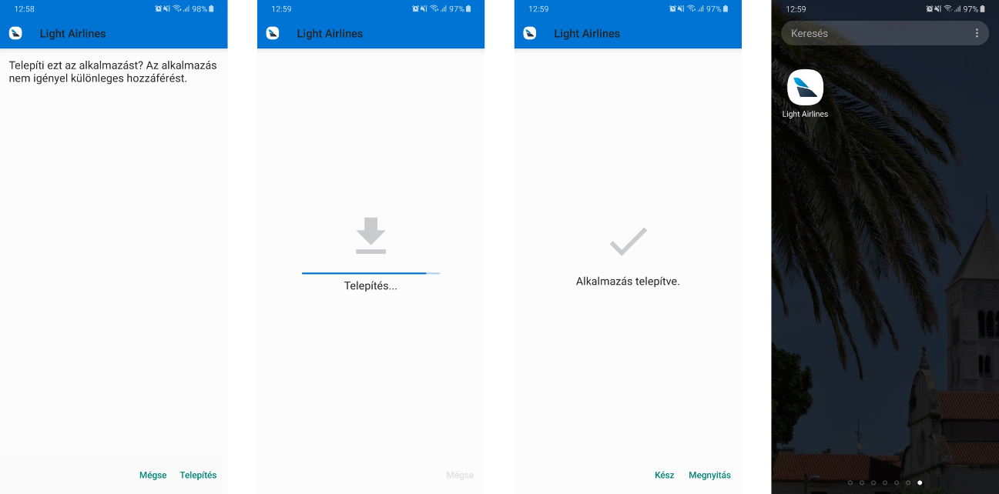 12:58
98%
Light Airlines
Telepíti ezt az alkalmazást? Az alkalmazás
nem igényel különleges hozzáférést.
Mégse
Telepítés
12:59
97%
Light Airlines
Telepítés...
Mégse
12:59
97%
Light Airlines
Alkalmazás telepítve.
Kész
Megnyitás
12:59
97%
Keresés
Light Airlines